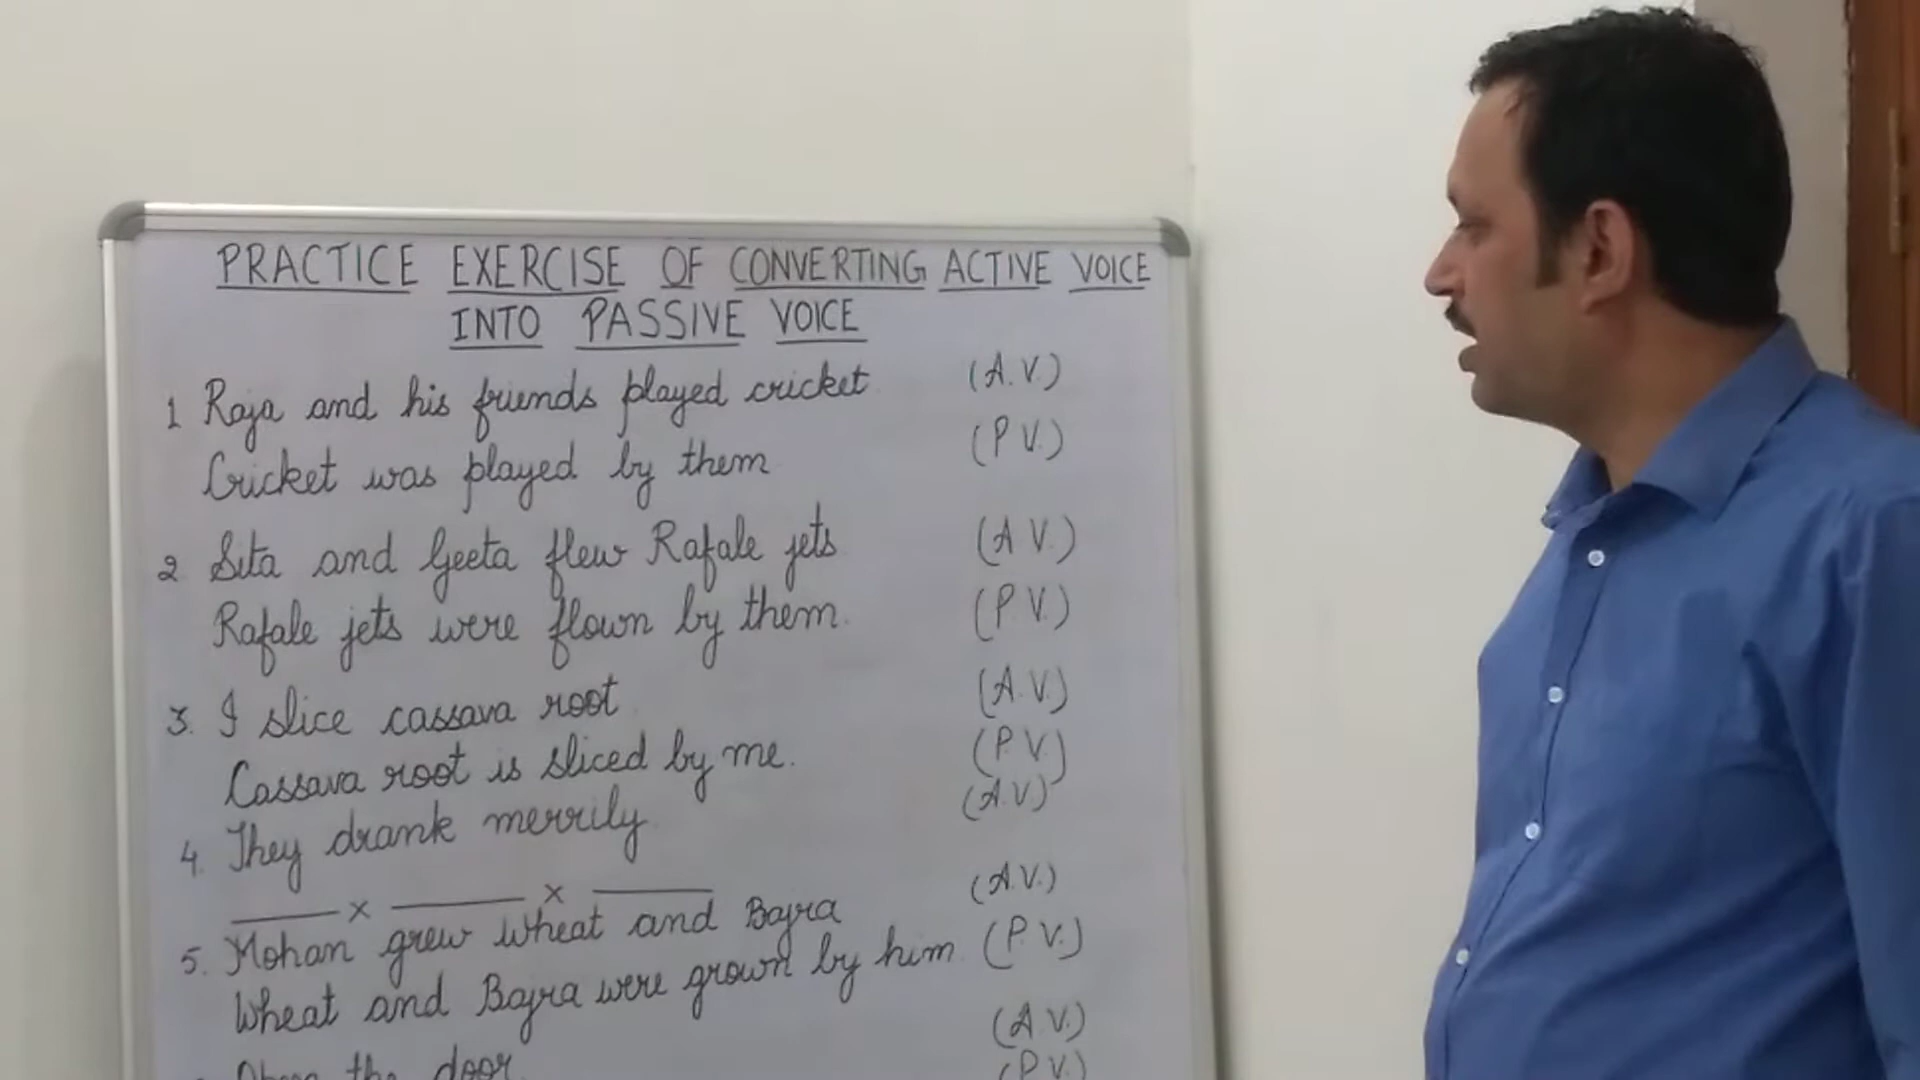 PRACTICE EXERCISE OF CONVERTING ACTIVE VOICE
INTO PASSIVE VOICE
1 Raja and his friends played cricket (A.V.)
Cricket was played by them (P V.)
2 Sita and Geeta flew Rafale jets (A V.)
Rafale jets were flown by them. (P.V.)
3. I slice cassava root (A.V.)
Cassava root is sliced by me. (P.V.)
4. They drank merrily (A.V.)
x x
5. Mohan grew wheat and Bajra (A.V.)
Wheat and Bajra were grown by him. (P.V.)
the door (A.V.)
(P.V.)